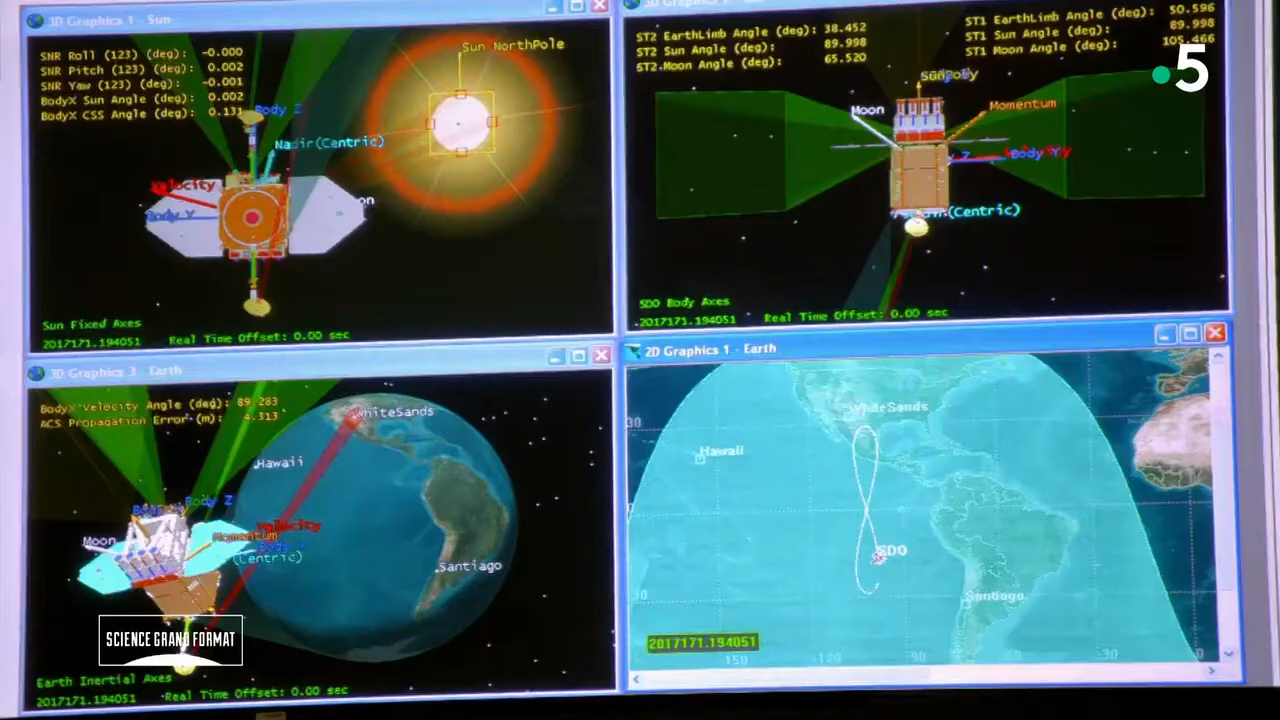 3D Graphics 1 - Sun
SNR Roll (123) (deg): -0.000
SNR Pitch (123) (deg): 0.002
SNR Yaw (123) (deg): -0.001
BodyX Sun Angle (deg): 0.002
BodyX CSS Angle (deg): 0.131
Sun NorthPole
Body Z
Nadir(Centric)
Velocity
Body Y
Sun Fixed Axes
2017171.194051 Real Time Offset: 0.00 sec
ST2 EarthLimb Angle (deg): 38.452
ST2 Sun Angle (deg): 89.998
ST2 Moon Angle (deg): 65.520
ST1 EarthLimb Angle (deg): 50.596
ST1 Sun Angle (deg): 89.998
ST1 Moon Angle (deg): 105.466
5
Moon
Momentum
Body Y
(Centric)
SDO Body Axes
2017171.194051 Real Time Offset: 0.00 sec
3D Graphics 3 - Earth
BodyX Velocity Angle (deg): 89.283
ACS Propagation Error (m): 4.313
WhiteSands
Hawaii
Body Z
Moon
Velocity
Momentum
(Centric)
Santiago
SCIENCE GRAND FORMAT
Earth Inertial Axes
2017171.194051 Real Time Offset: 0.00 sec
2D Graphics 1 - Earth
WhiteSands
30
Hawaii
0
SDO
Santiago
2017171.194051
-150
-120
-90
-30
0